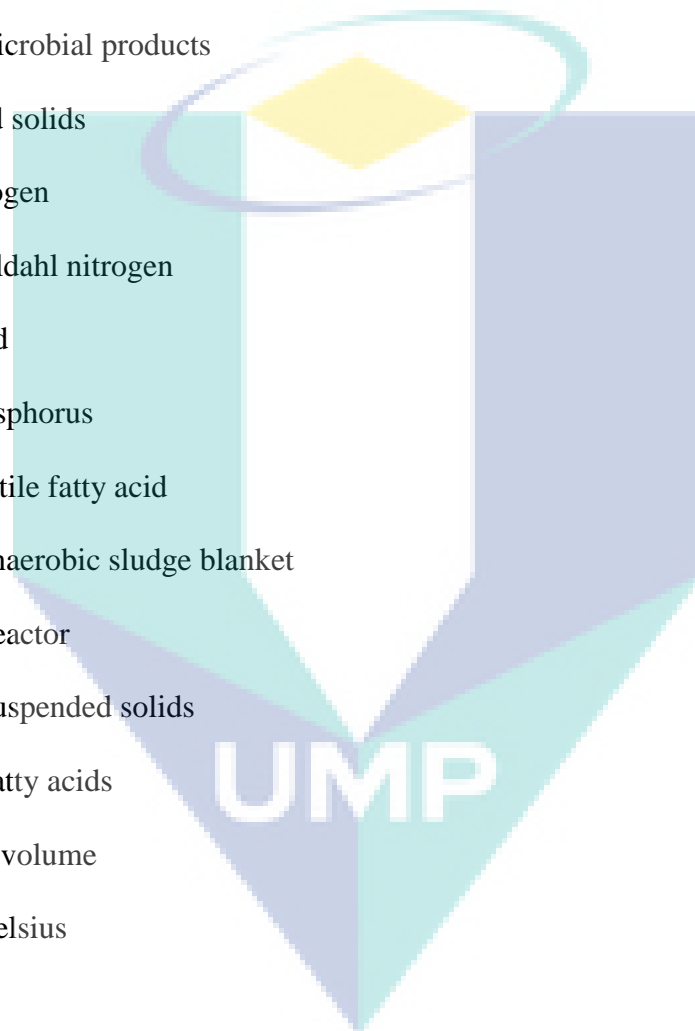 icrobial products
d solids
ogen
ldahl nitrogen
d
sphorus
tile fatty acid
naerobic sludge blanket
eactor
uspended solids
atty acids
volume
elsius
UMP